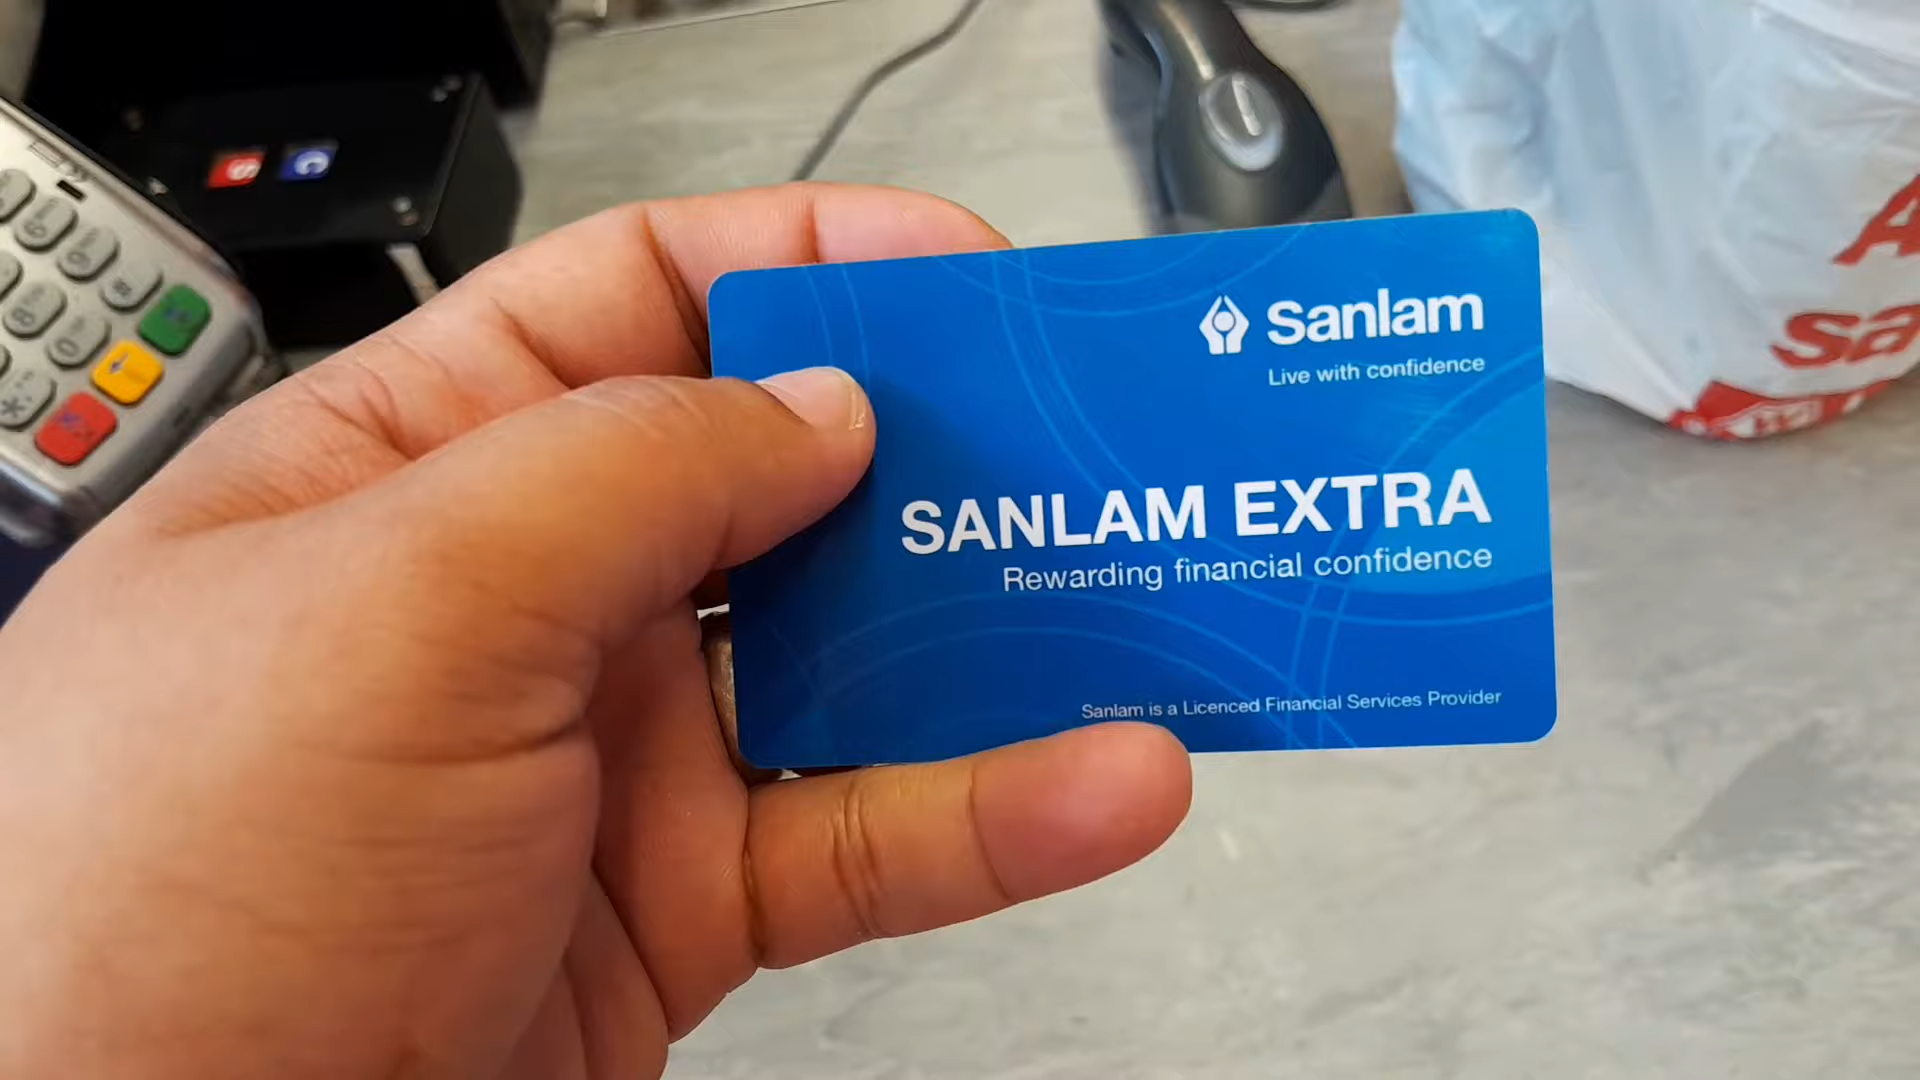 Sanlam
Live with confidence
SANLAM EXTRA
Rewarding financial confidence
Sanlam is a Licenced Financial Services Provider